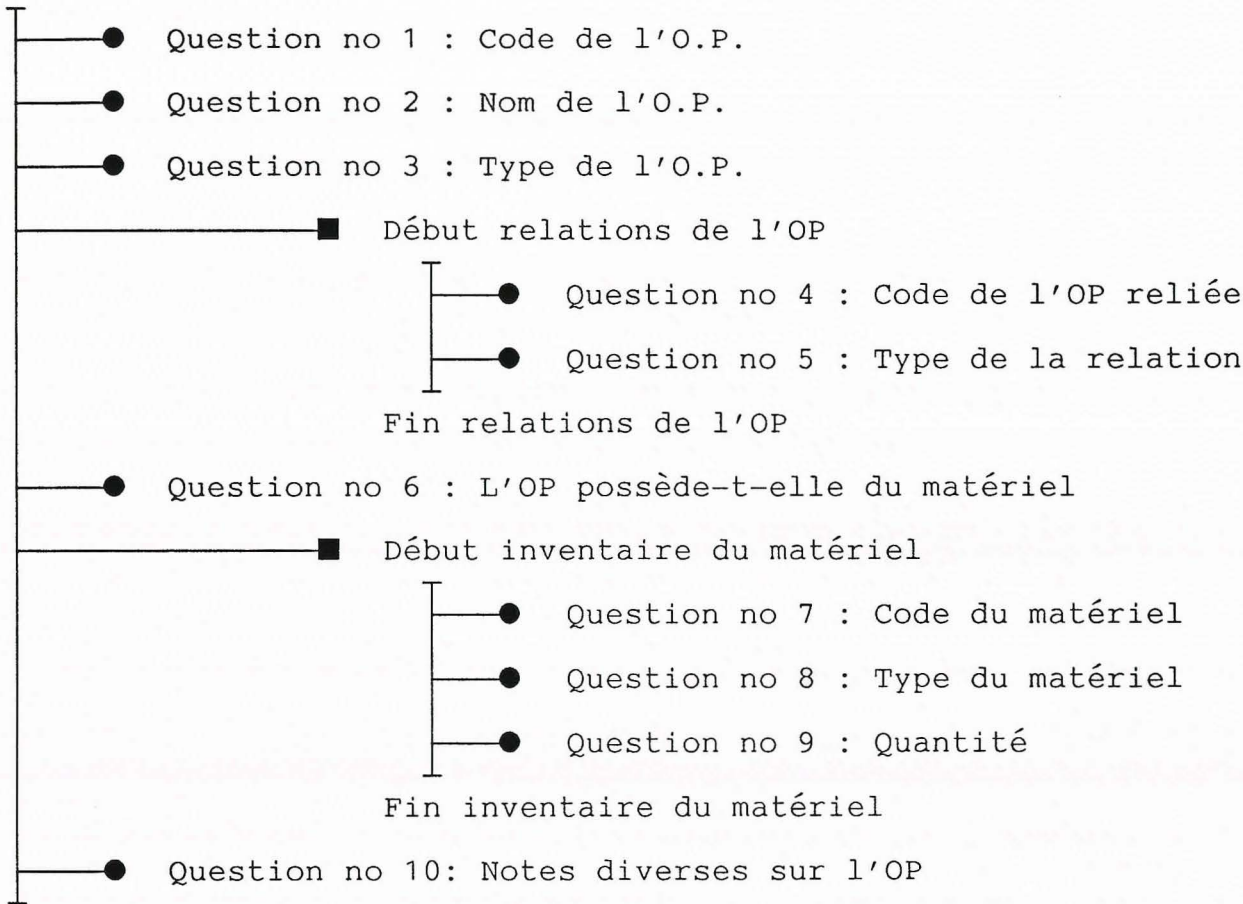 Question no 1 : Code de l'O.P.
Question no 2 : Nom de l'O.P.
Question no 3 : Type de l'O.P.
Début relations de l'OP
Question no 4 : Code de l'OP reliée
Question no 5 : Type de la relation
Fin relations de l'OP
Question no 6 : L'OP possède-t-elle du matériel
Début inventaire du matériel
Question no 7 : Code du matériel
Question no 8 : Type du matériel
Question no 9 : Quantité
Fin inventaire du matériel
Question no 10: Notes diverses sur l'OP